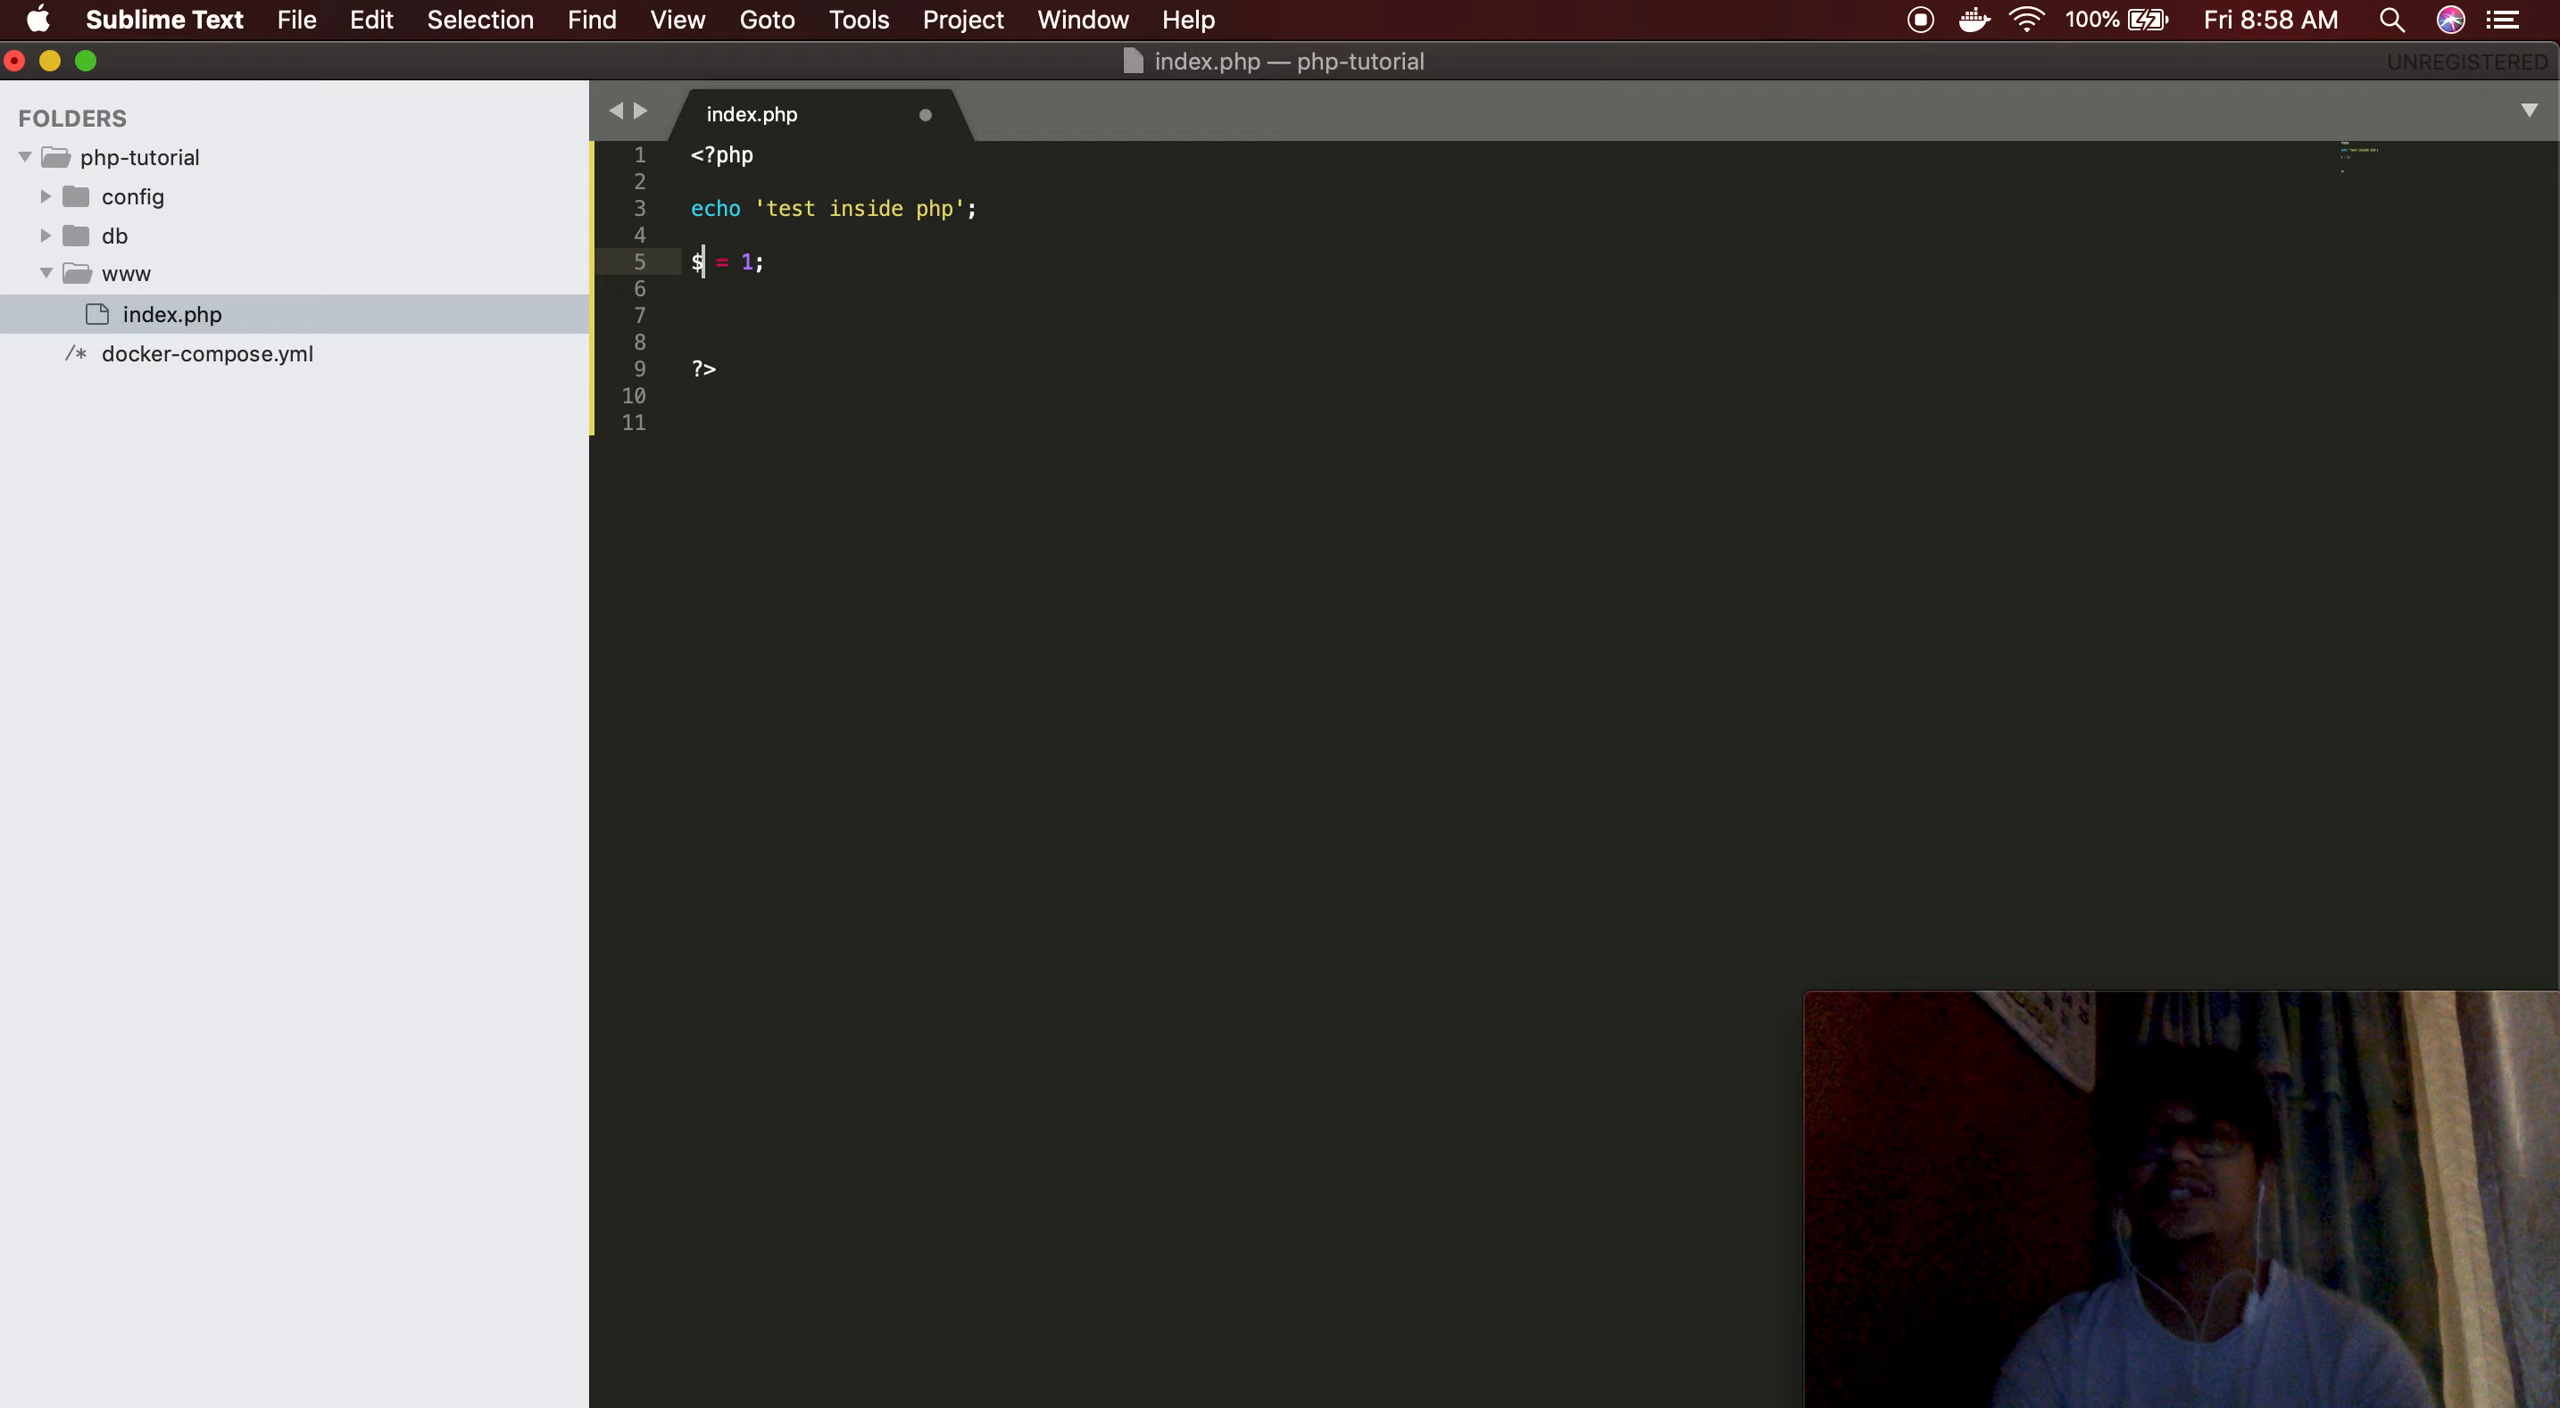 Sublime Text File Edit Selection Find View Goto Tools Project Window Help 100% Fri 8:58 AM
index.php — php-tutorial UNREGISTERED
FOLDERS
php-tutorial
config
db
www
index.php
/* docker-compose.yml
index.php
1 <?php
2
3 echo 'test inside php';
4
5 $ = 1;
6
7
8
9 ?>
10
11